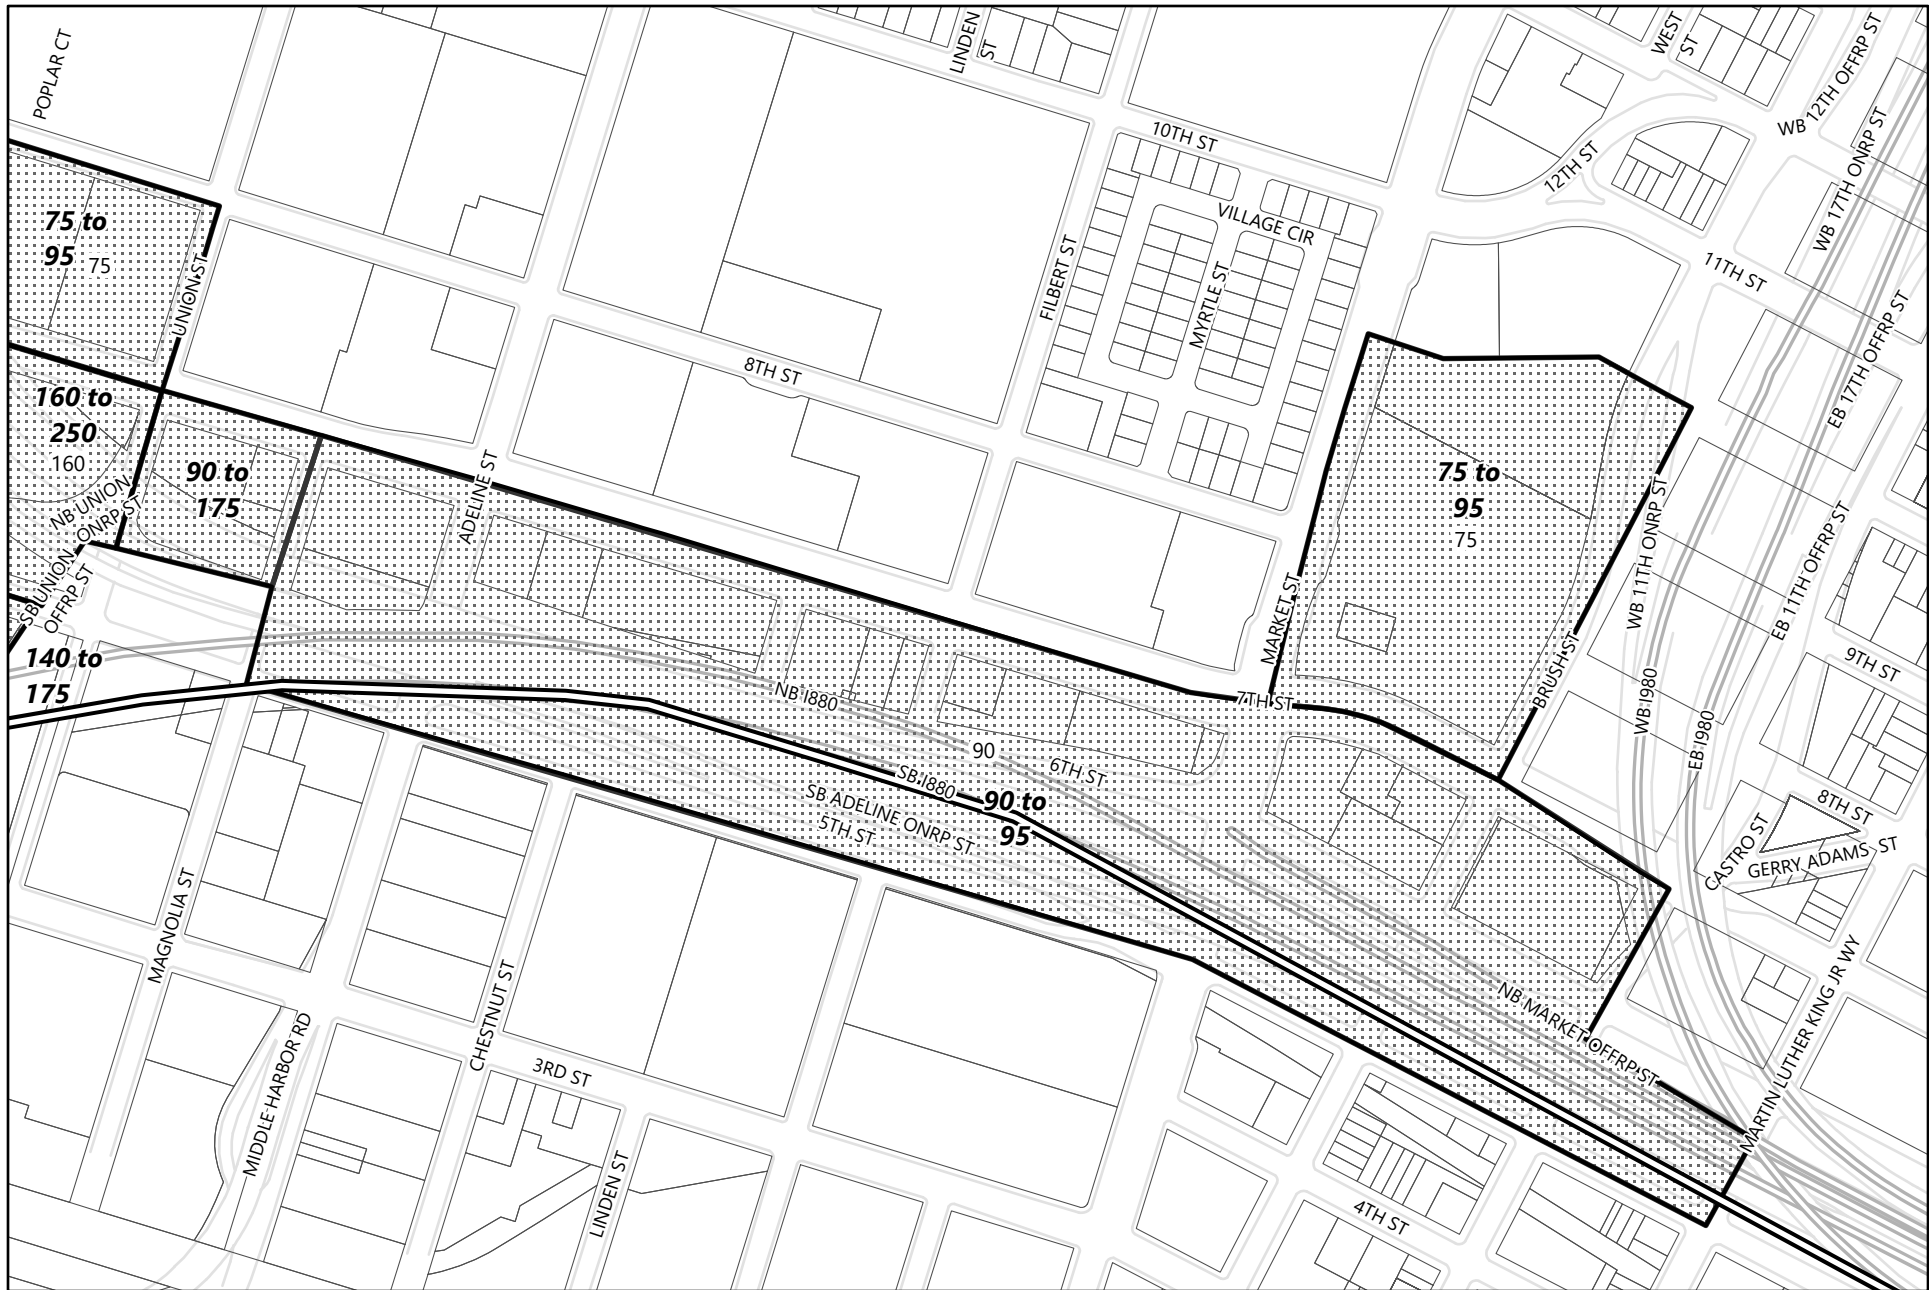 POPLAR CT
LINDEN
ST
WEST
ST
WB 12TH OFFRP ST
10TH ST
12TH ST
WB 17TH ONRP ST
75 to
95
75
UNION ST
VILLAGE CIR
FILBERT ST
MYRTLE ST
11TH ST
EB 17TH OFFRP ST
8TH ST
160 to
250
160
90 to
175
NB UNION
ONRP ST
ADELINE ST
75 to
95
75
WB 11TH ONRP ST
EB 11TH OFFRP ST
SB UNION
OFFRP ST
MARKET ST
BRUSH ST
9TH ST
140 to
175
NB I880
7TH ST
WB I980
EB I980
90
6TH ST
SB I880
90 to
95
SB ADELINE ONRP ST
5TH ST
8TH ST
CASTRO ST
GERRY ADAMS ST
MAGNOLIA ST
CHESTNUT ST
NB MARKET OFFRP ST
MARTIN LUTHER KING JR WY
MIDDLE HARBOR RD
3RD ST
LINDEN ST
4TH ST